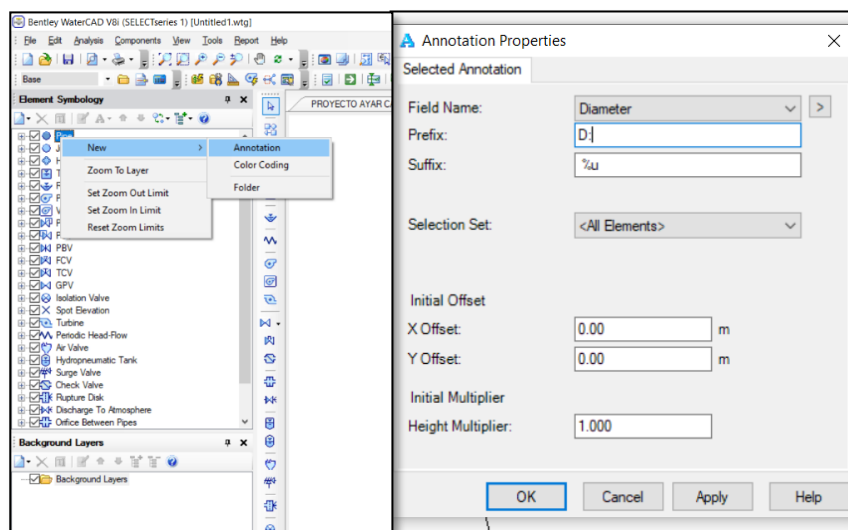 Bentley WaterCAD V8i (SELECTseries 1) [Untitled1.wtg]
File Edit Analysis Components View Tools Report Help
Base
Element Symbology
PROYECTO AYAR
New
Zoom To Layer
Set Zoom Out Limit
Set Zoom In Limit
Reset Zoom Limits
Annotation
Color Coding
Folder
PBV
FCV
TCV
GPV
Isolation Valve
Spot Elevation
Turbine
Periodic Head-Flow
Air Valve
Hydropneumatic Tank
Surge Valve
Check Valve
Rupture Disk
Discharge To Atmosphere
Orifice Between Pipes
Background Layers
Background Layers
Annotation Properties
Selected Annotation
Field Name: Diameter >
Prefix: D:
Suffix: %u
Selection Set: <All Elements>
Initial Offset
X Offset: 0.00 m
Y Offset: 0.00 m
Initial Multiplier
Height Multiplier: 1.000
OK Cancel Apply Help